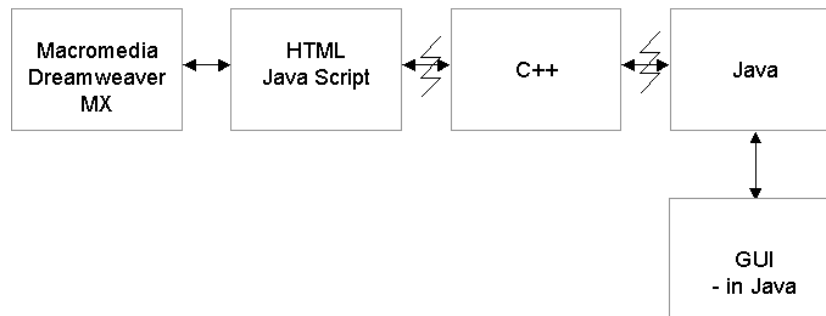 Macromedia
Dreamweaver
MX
HTML
Java Script
C++
Java
GUI
- in Java